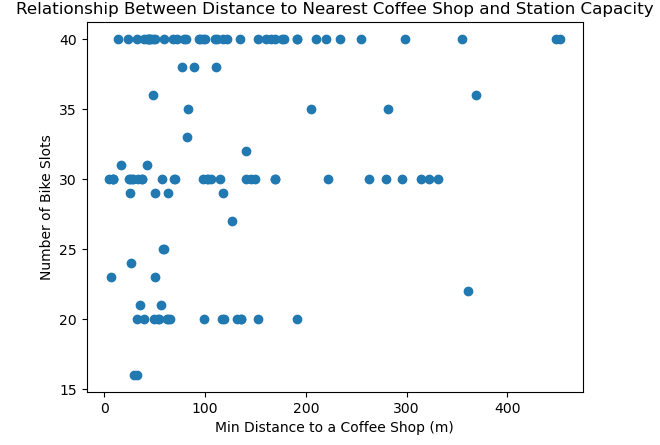 Relationship Between Distance to Nearest Coffee Shop and Station Capacity
40
35
30
25
20
15
Number of Bike Slots
0 100 200 300 400
Min Distance to a Coffee Shop (m)